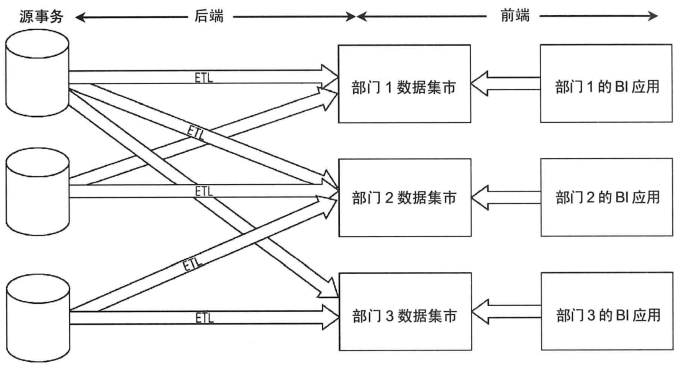 源事务
后端
前端
ETL
部门 1 数据集市
部门 1 的 BI 应用
ETL
ETL
部门 2 数据集市
部门 2 的 BI 应用
ETL
ETL
部门 3 数据集市
部门 3 的 BI 应用